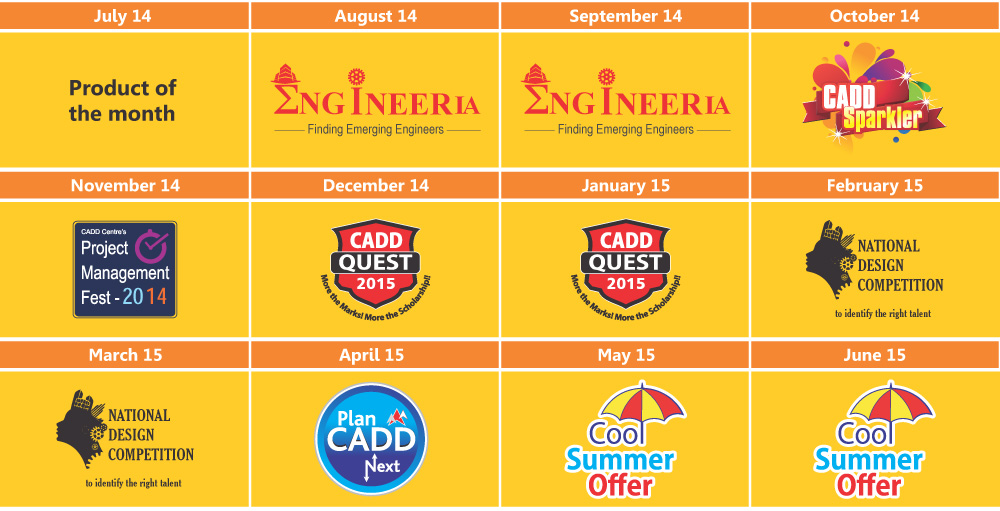 July 14
August 14
September 14
October 14
Product of
the month
ΣNGINEERIA
Finding Emerging Engineers
ΣNGINEERIA
Finding Emerging Engineers
CADD
Sparkler
November 14
December 14
January 15
February 15
CADD Centre's
Project
Management
Fest - 2014
CADD
QUEST
2015
More the Marks! More the Scholarship!!
CADD
QUEST
2015
More the Marks! More the Scholarship!!
NATIONAL
DESIGN
COMPETITION
to identify the right talent
March 15
April 15
May 15
June 15
NATIONAL
DESIGN
COMPETITION
to identify the right talent
Plan
CADD
Next
Cool
Summer
Offer
Cool
Summer
Offer